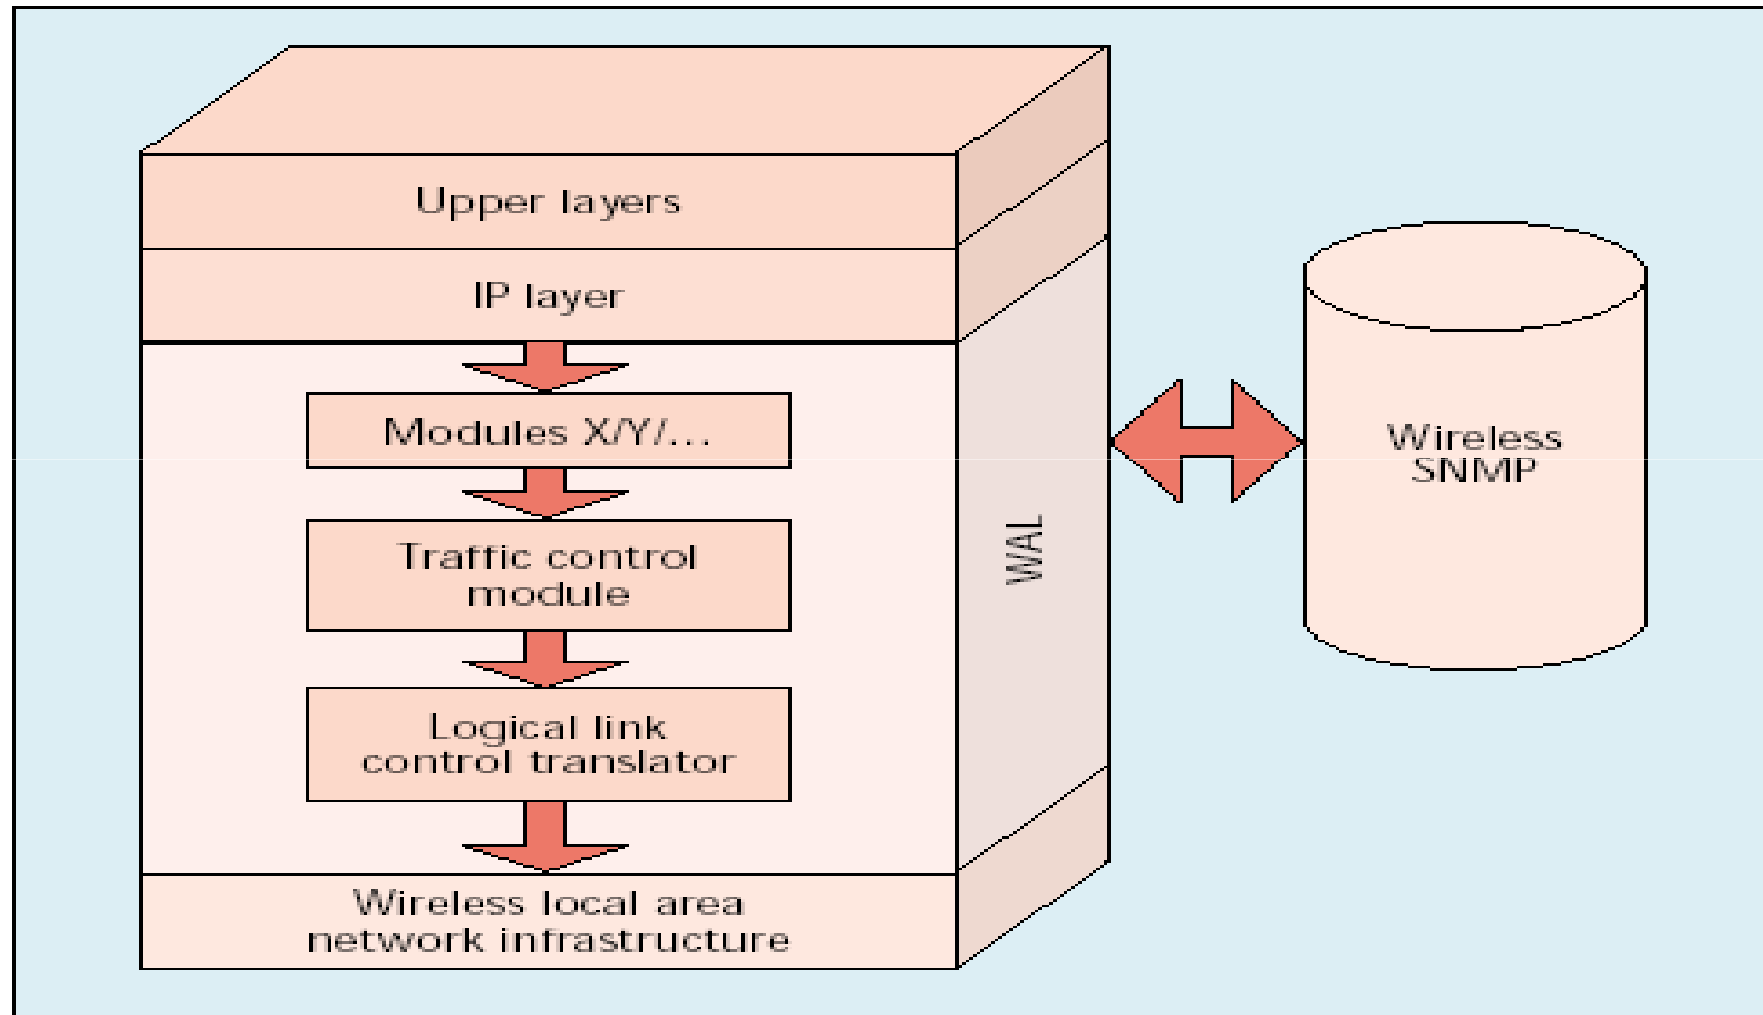 Upper layers
IP layer
Modules X/Y/...
Traffic control
module
Logical link
control translator
Wireless local area
network infrastructure
WAL
Wireless
SNMP